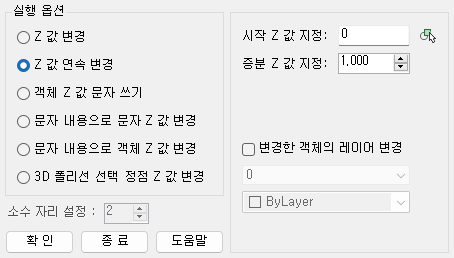 실행 옵션
Z 값 변경
Z 값 연속 변경
객체 Z 값 문자 쓰기
문자 내용으로 문자 Z 값 변경
문자 내용으로 객체 Z 값 변경
3D 폴리선 선택 정점 Z 값 변경
소수 자리 설정 : 2
확 인 종 료 도움말
시작 Z 값 지정: 0
증분 Z 값 지정: 1,000
변경한 객체의 레이어 변경
0
ByLayer